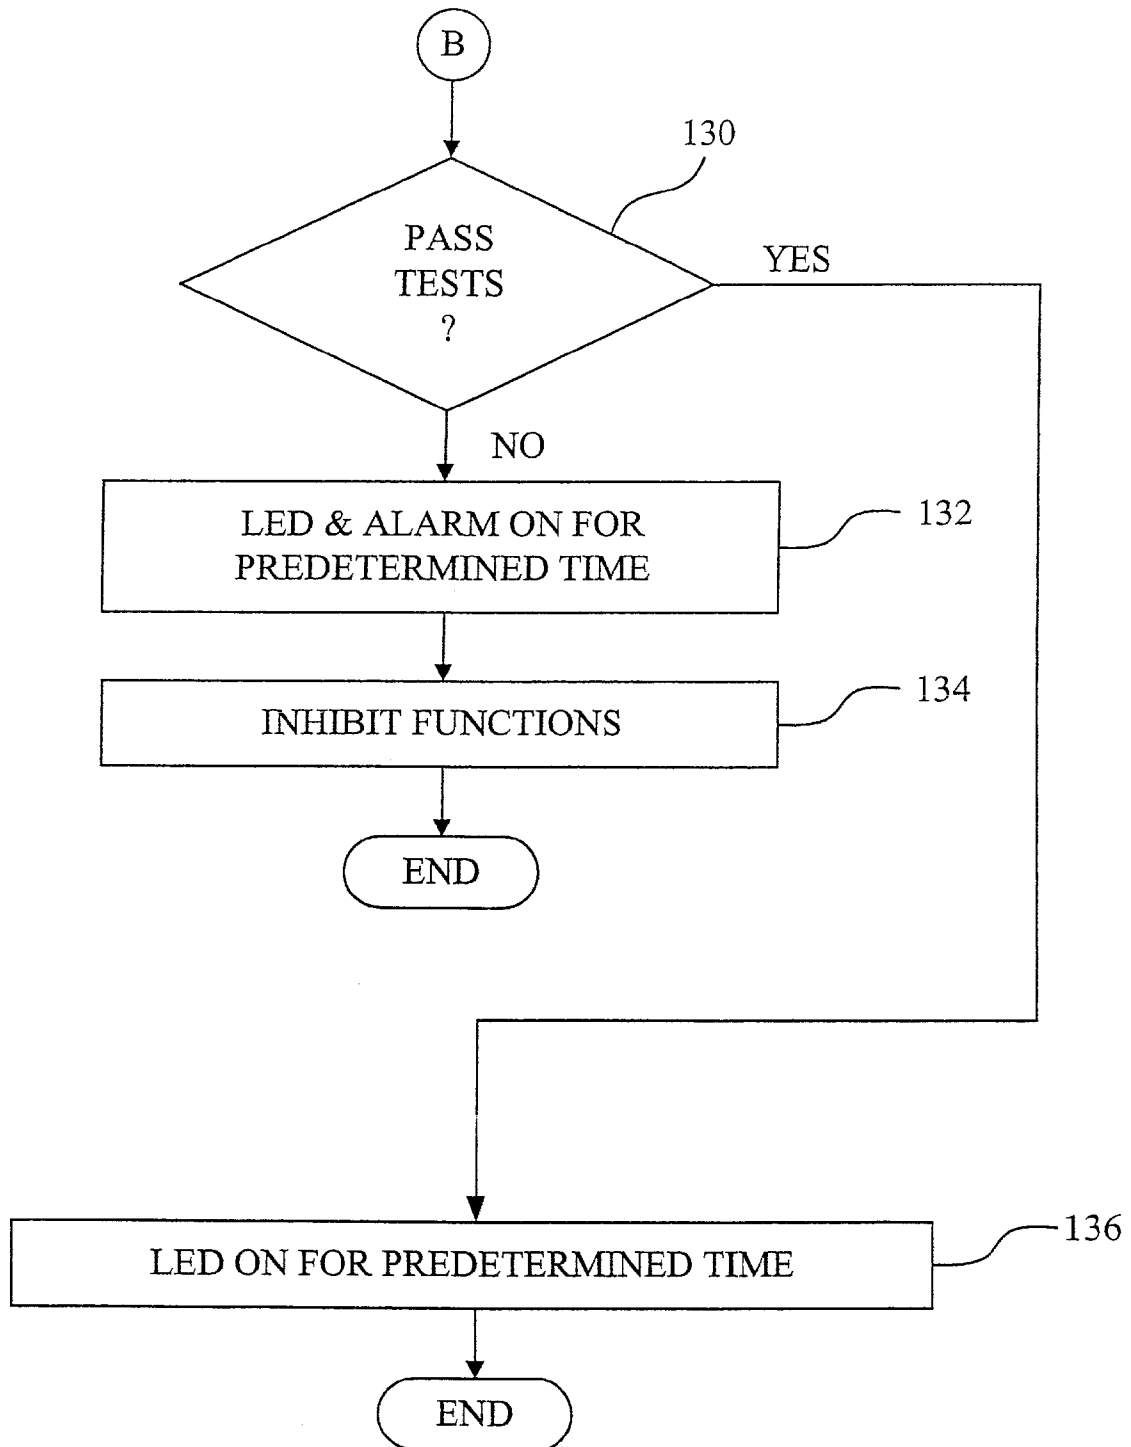 B
130
PASS
TESTS
?
YES
NO
LED & ALARM ON FOR
PREDETERMINED TIME
132
INHIBIT FUNCTIONS
134
END
LED ON FOR PREDETERMINED TIME
136
END